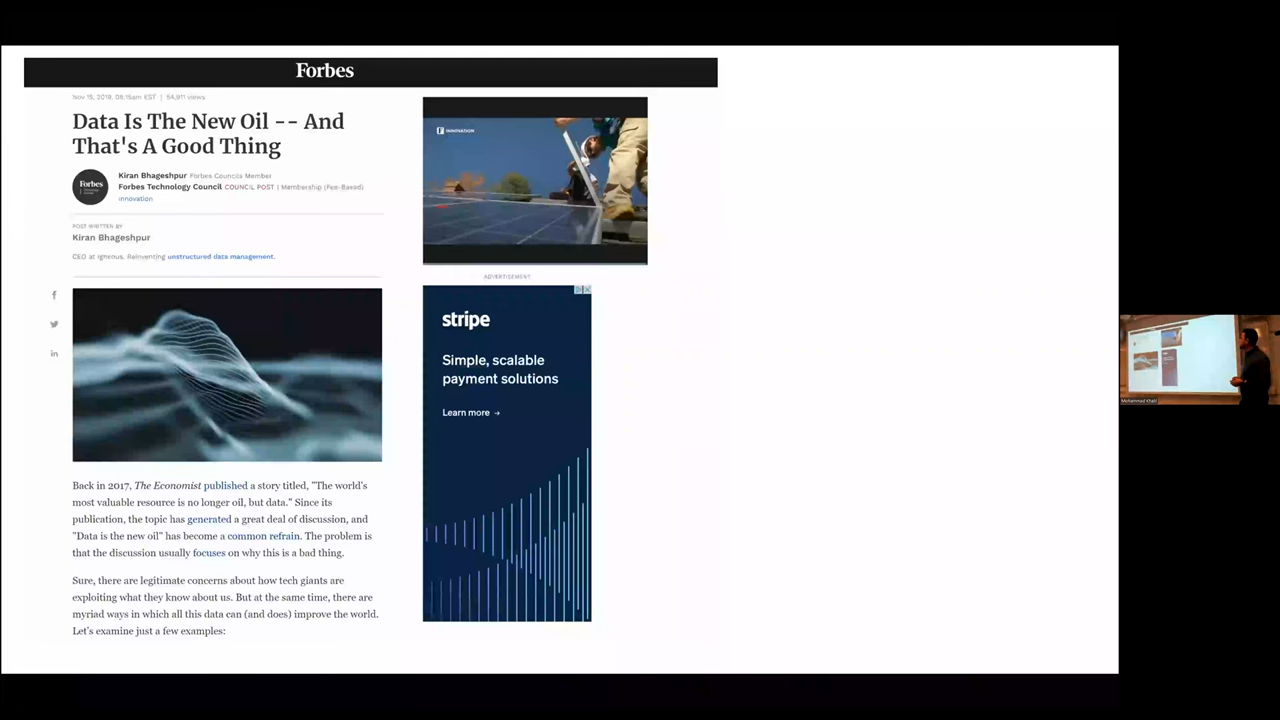 Forbes
Nov 15, 2019, 08:15am EST | 54,911 views
Data Is The New Oil -- And
That's A Good Thing
Forbes
Kiran Bhageshpur Forbes Councils Member
Forbes Technology Council COUNCIL POST | Membership (Fee-Based)
Innovation
POST WRITTEN BY
Kiran Bhageshpur
CEO at Igneous. Reinventing unstructured data management.
Back in 2017, The Economist published a story titled, "The world's
most valuable resource is no longer oil, but data." Since its
publication, the topic has generated a great deal of discussion, and
"Data is the new oil" has become a common refrain. The problem is
that the discussion usually focuses on why this is a bad thing.
Sure, there are legitimate concerns about how tech giants are
exploiting what they know about us. But at the same time, there are
myriad ways in which all this data can (and does) improve the world.
Let's examine just a few examples:
INNOVATION
ADVERTISEMENT
stripe
Simple, scalable
payment solutions
Learn more →
Mohammad Khalil